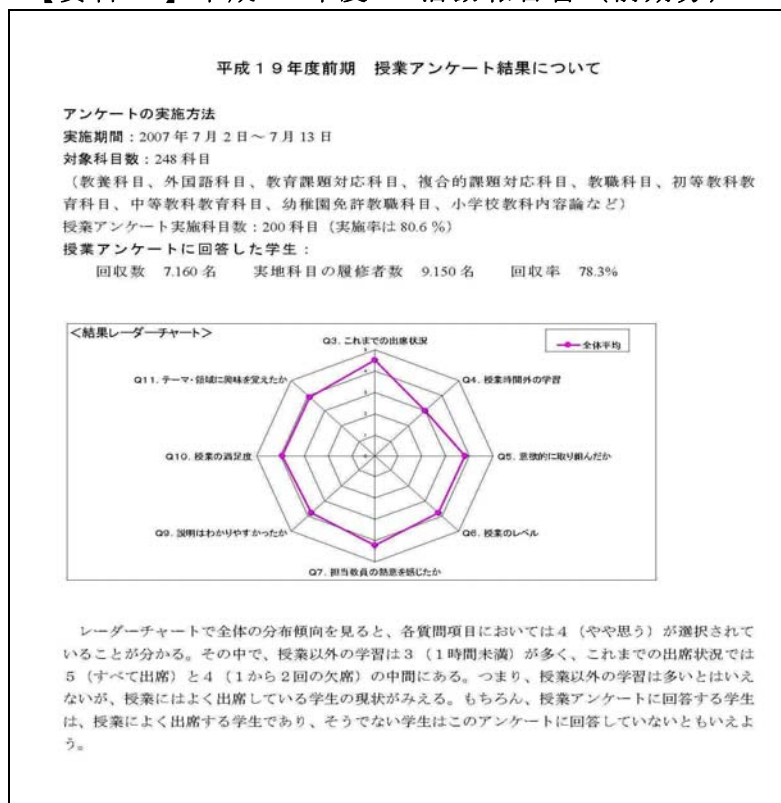 平成１９年度前期　授業アンケート結果について
アンケートの実施方法
実施期間：2007年7月2日～7月13日
対象科目数：248科目
（教養科目、外国語科目、教育課題対応科目、複合的課題対応科目、教職科目、初等教科教
育科目、中等教科教育科目、幼稚園免許教職科目、小学校教科内容論など）
授業アンケート実施科目数：200科目（実施率は80.6％）
授業アンケートに回答した学生：
回収数　7.160名　　実地科目の履修者数　9.150名　　回収率　78.3%
＜結果レーダーチャート＞
全体平均
Q3. これまでの出席状況
Q4. 授業時間外の学習
Q5. 意欲的に取り組んだか
Q6. 授業のレベル
Q7. 担当教員の熱意を感じたか
Q9. 説明はわかりやすかったか
Q10. 授業の満足度
Q11. テーマ・領域に興味を覚えたか
レーダーチャートで全体の分布傾向を見ると、各質問項目においては４（やや思う）が選択されて
いることが分かる。その中で、授業以外の学習は３（１時間未満）が多く、これまでの出席状況では
５（すべて出席）と４（１から２回の欠席）の中間にある。つまり、授業以外の学習は多いとはいえ
ないが、授業にはよく出席している学生の現状がみえる。もちろん、授業アンケートに回答する学生
は、授業によく出席する学生であり、そうでない学生はこのアンケートに回答していないともいえよ
う。